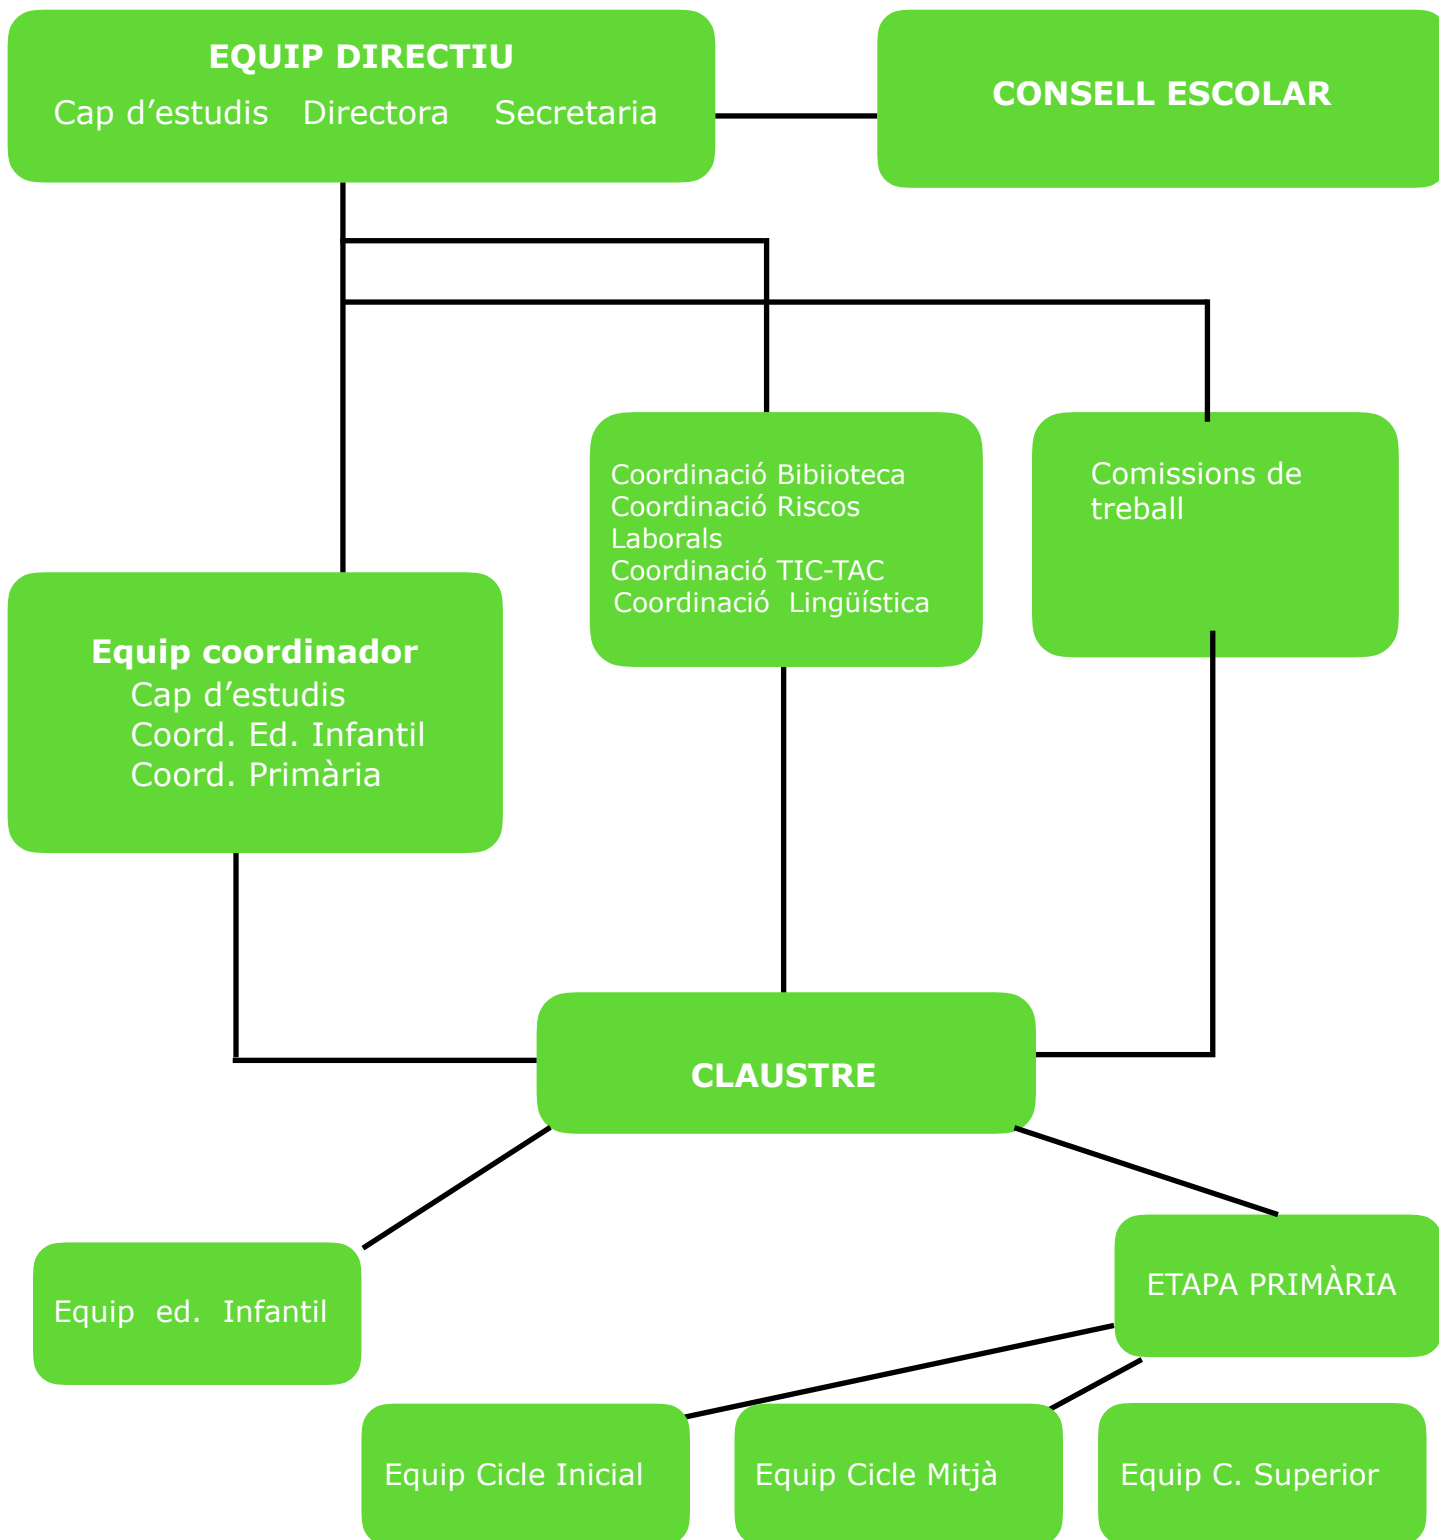 EQUIP DIRECTIU
Cap d’estudis   Directora    Secretaria
CONSELL ESCOLAR
Coordinació Bibiioteca
Coordinació Riscos
Laborals
Coordinació TIC-TAC
Coordinació  Lingüística
Comissions de
treball
Equip coordinador
Cap d’estudis
Coord. Ed. Infantil
Coord. Primària
CLAUSTRE
Equip  ed.  Infantil
ETAPA PRIMÀRIA
Equip Cicle Inicial
Equip Cicle Mitjà
Equip C. Superior